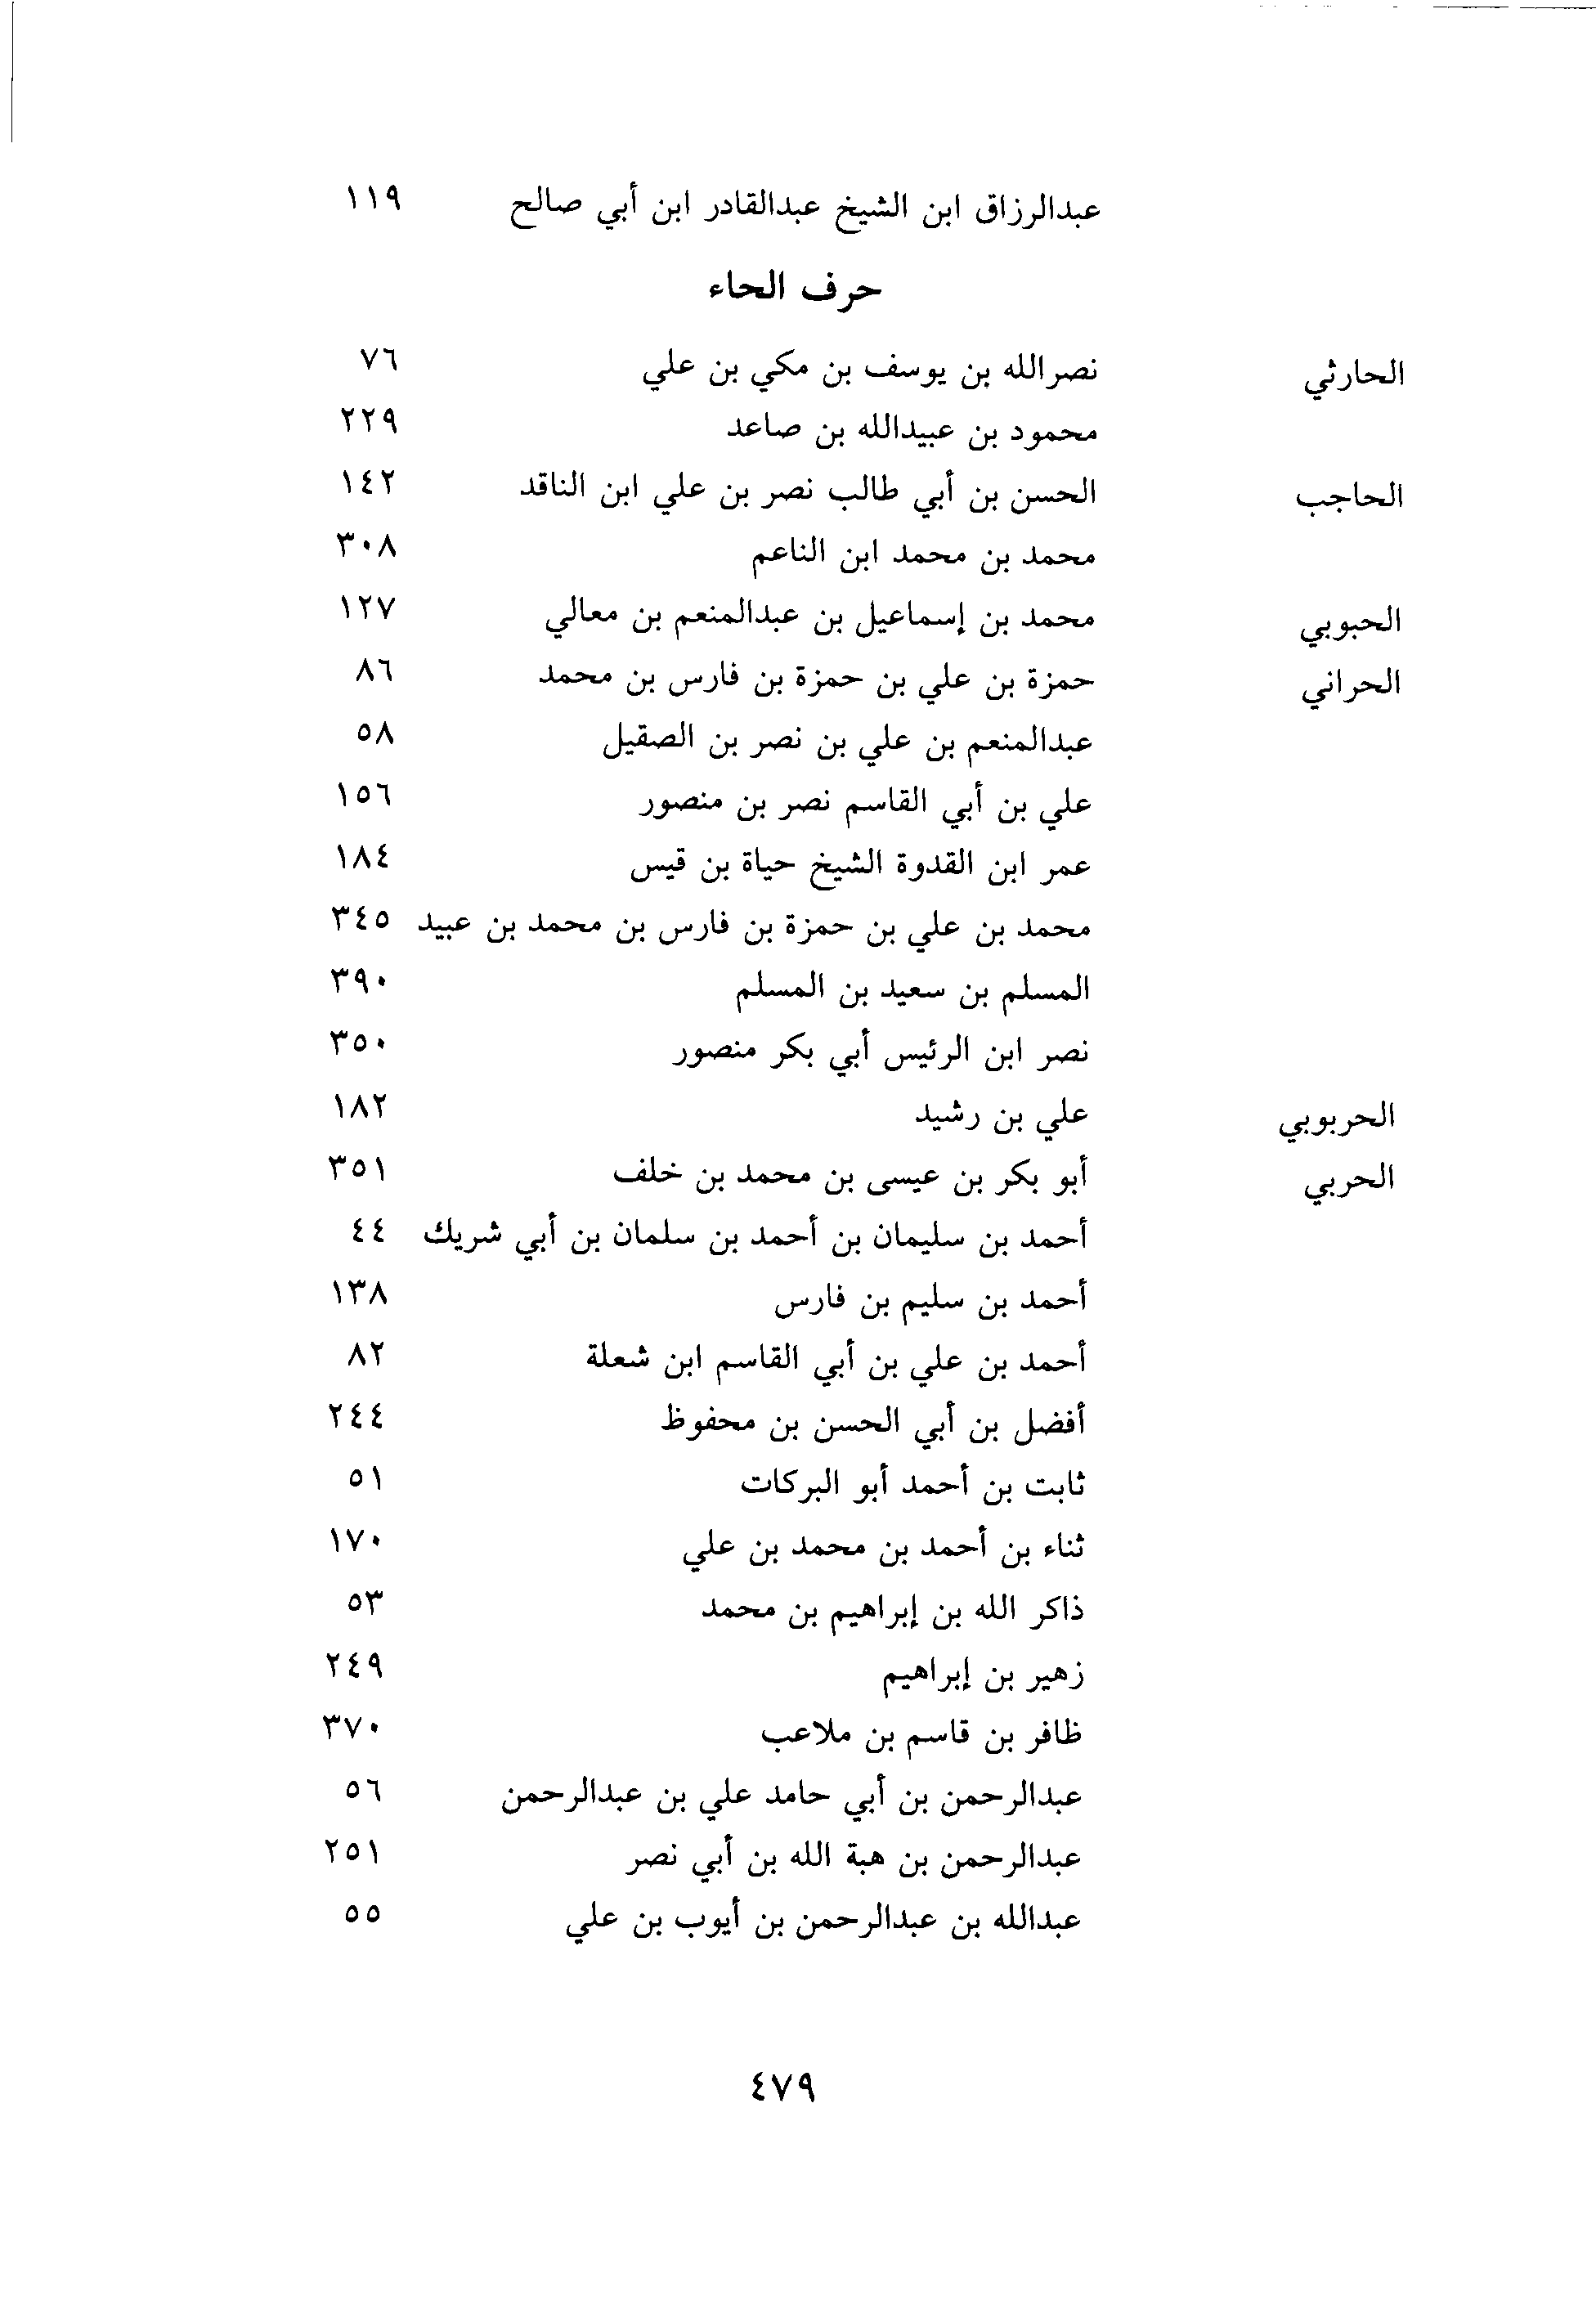 عبدالرزاق ابن الشيخ عبدالقادر ابن أبي صالح ١١٩
حرف الحاء
الحارثي نصرالله بن يوسف بن مكي بن علي ٧٦
محمود بن عبيدالله بن صاعد ٢٢٩
الحاجب الحسن بن أبي طالب نصر بن علي ابن الناقد ١٤٢
محمد بن محمد ابن الناعم ٣٠٨
الحبوبي محمد بن إسماعيل بن عبدالمنعم بن معالي ١٢٧
الحراني حمزة بن علي بن حمزة بن فارس بن محمد ٨٦
عبدالمنعم بن علي بن نصر بن الصقيل ٥٨
علي بن أبي القاسم نصر بن منصور ١٥٦
عمر ابن القدوة الشيخ حياة بن قيس ١٨٤
محمد بن علي بن حمزة بن فارس بن محمد بن عبيد ٣٤٥
المسلم بن سعيد بن المسلم ٣٩٠
نصر ابن الرئيس أبي بكر منصور ٣٥٠
الحربوبي علي بن رشيد ١٨٢
الحربي أبو بكر بن عيسى بن محمد بن خلف ٣٥١
أحمد بن سليمان بن أحمد بن سلمان بن أبي شريك ٤٤
أحمد بن سليم بن فارس ١٣٨
أحمد بن علي بن أبي القاسم ابن شعلة ٨٢
أفضل بن أبي الحسن بن محفوظ ٢٤٤
ثابت بن أحمد أبو البركات ٥١
ثناء بن أحمد بن محمد بن علي ١٧٠
ذاكر الله بن إبراهيم بن محمد ٥٣
زهير بن إبراهيم ٢٤٩
ظافر بن قاسم بن ملاعب ٣٧٠
عبدالرحمن بن أبي حامد علي بن عبدالرحمن ٥٦
عبدالرحمن بن هبة الله بن أبي نصر ٢٥١
عبدالله بن عبدالرحمن بن أيوب بن علي ٥٥
٤٧٩